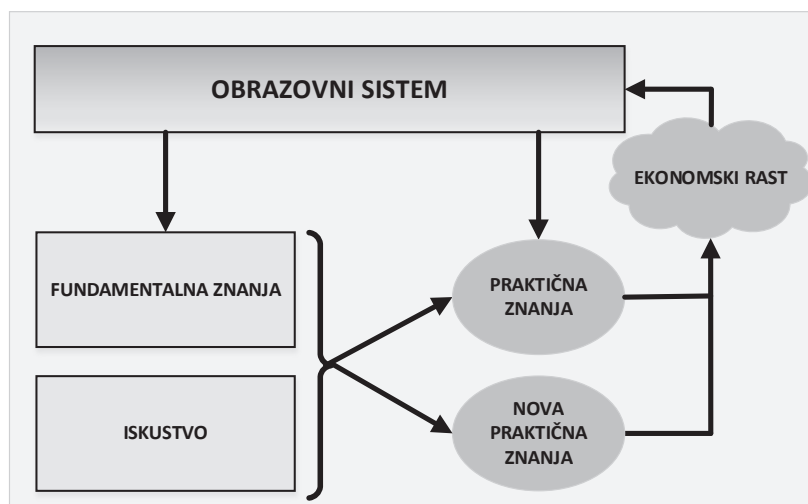 OBRAZOVNI SISTEM
EKONOMSKI RAST
FUNDAMENTALNA ZNANJA
PRAKTIČNA
ZNANJA
ISKUSTVO
NOVA
PRAKTIČNA
ZNANJA